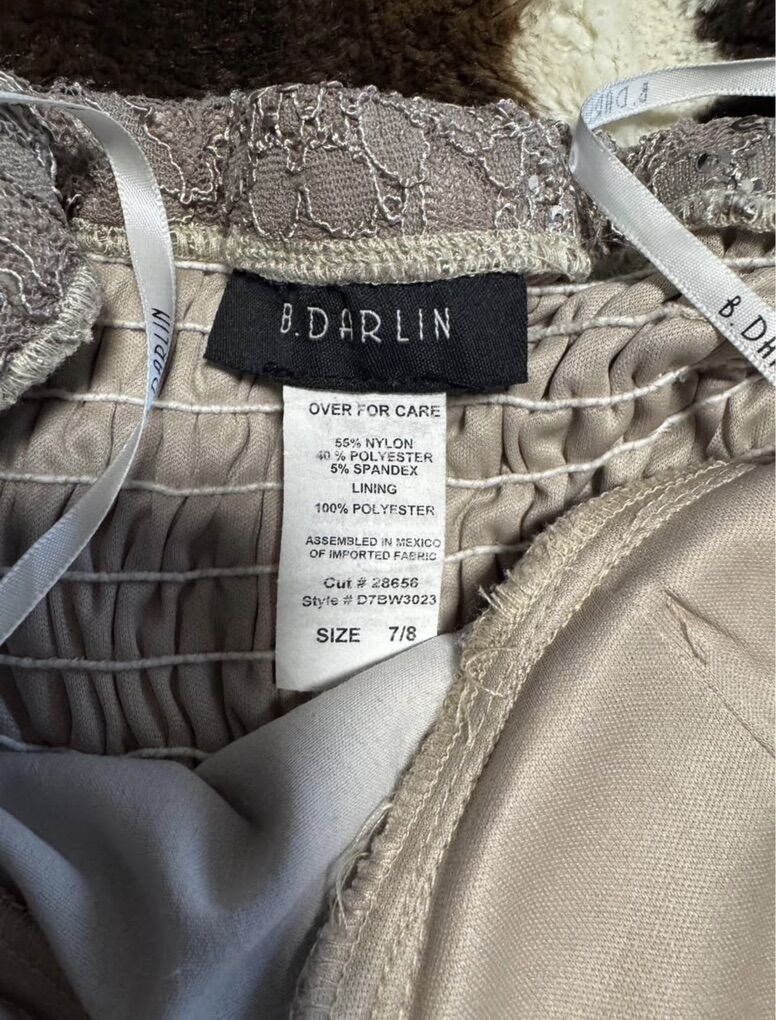 B.DARLIN
OVER FOR CARE
55% NYLON
40 % POLYESTER
5% SPANDEX
LINING
100% POLYESTER
ASSEMBLED IN MEXICO
OF IMPORTED FABRIC
Cut # 28656
Style # D7BW3023
SIZE 7/8
B.DA
DARLIN
B.DA